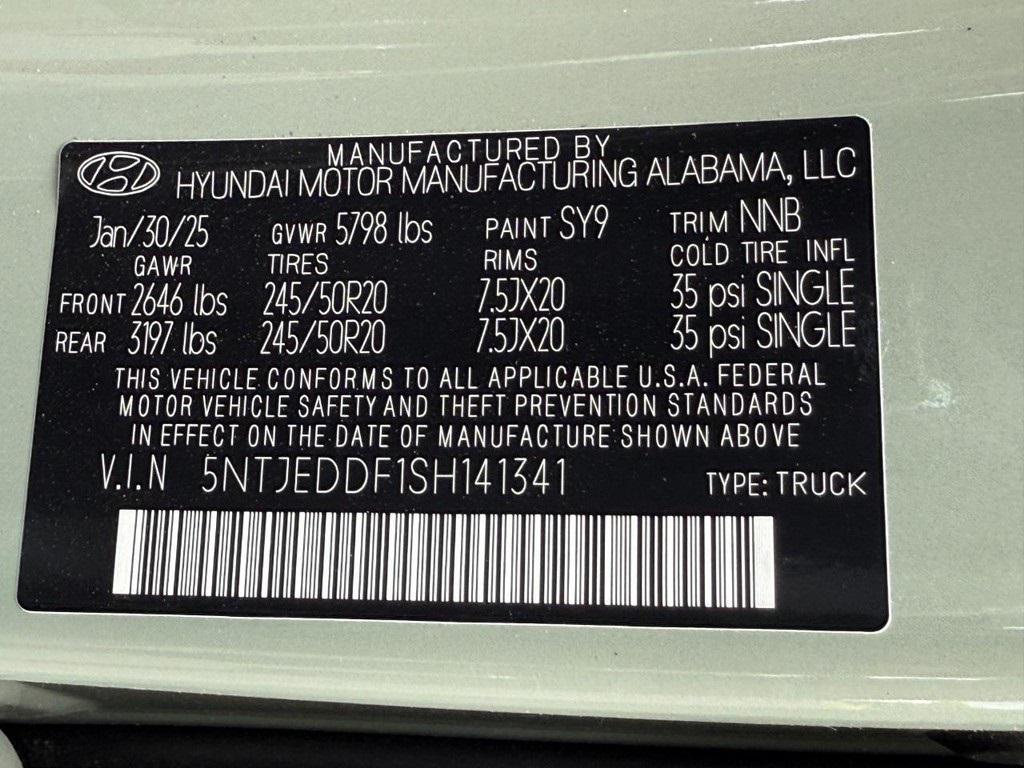 MANUFACTURED BY
HYUNDAI MOTOR MANUFACTURING ALABAMA, LLC
Jan/30/25 GVWR 5798 lbs PAINT SY9 TRIM NNB
GAWR TIRES RIMS COLD TIRE INFL
FRONT 2646 lbs 245/50R20 7.5JX20 35 psi SINGLE
REAR 3197 lbs 245/50R20 7.5JX20 35 psi SINGLE
THIS VEHICLE CONFORMS TO ALL APPLICABLE U.S.A. FEDERAL
MOTOR VEHICLE SAFETY AND THEFT PREVENTION STANDARDS
IN EFFECT ON THE DATE OF MANUFACTURE SHOWN ABOVE
V.I.N 5NTJEDDF1SH141341 TYPE: TRUCK